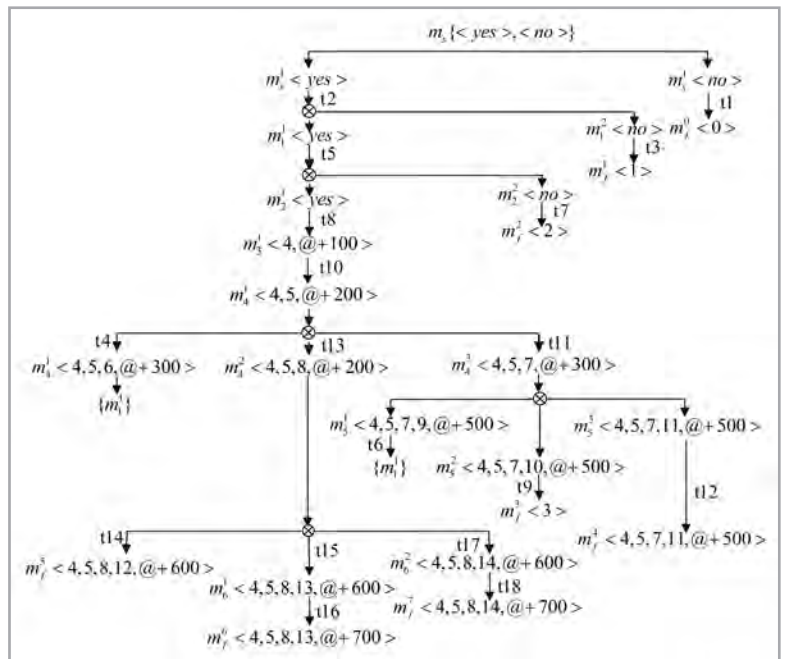 m_s{< yes >,< no >}
m_s^1 < yes > m_s^1 < no >
t2 t1
m_1^1 < yes > m_1^2 < no > m_s^0 < 0 >
t5 t3
m_f^1 < 1 >
m_2^1 < yes > m_2^2 < no >
t8 t7
m_3^1 < 4,@+100 > m_f^2 < 2 >
t10
m_4^1 < 4,5,@+200 >
t4 t13 t11
m_4^1 < 4,5,6,@+300 > m_4^2 < 4,5,8,@+200 > m_4^3 < 4,5,7,@+300 >
{m_1^1}
m_5^1 < 4,5,7,9,@+500 > m_5^3 < 4,5,7,11,@+500 >
t6
{m_1^1} m_5^2 < 4,5,7,10,@+500 >
t9 t12
m_f^3 < 3 >
t14 t15 t17 m_f^4 < 4,5,7,11,@+500 >
m_f^5 < 4,5,8,12,@+600 > m_6^2 < 4,5,8,14,@+600 >
m_6^1 < 4,5,8,13,@+600 > t18
t16 m_f^7 < 4,5,8,14,@+700 >
m_f^6 < 4,5,8,13,@+700 >